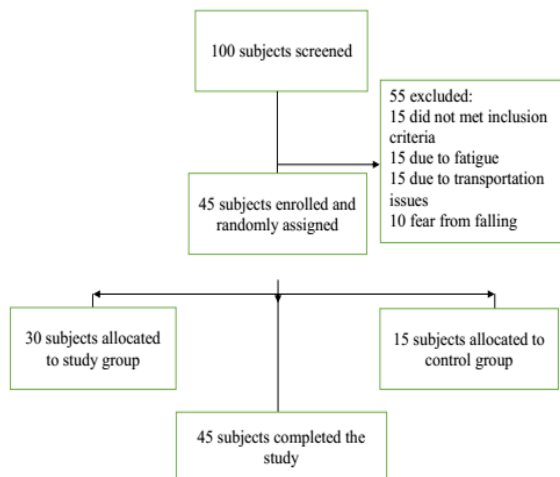 100 subjects screened
55 excluded:
15 did not met inclusion
criteria
15 due to fatigue
15 due to transportation
issues
10 fear from falling
45 subjects enrolled and
randomly assigned
30 subjects allocated
to study group
15 subjects allocated to
control group
45 subjects completed the
study